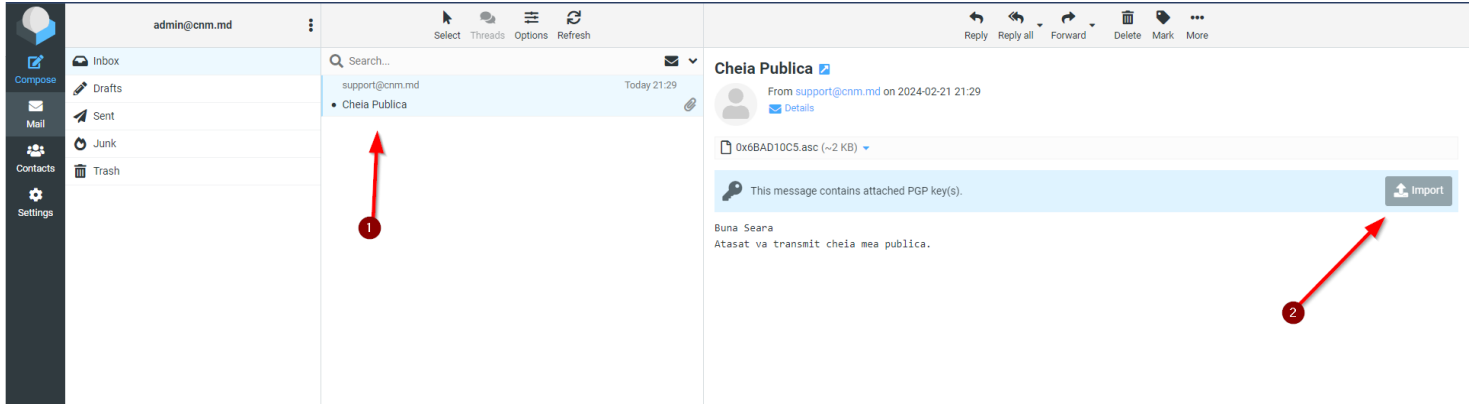 admin@cnm.md
Compose
Mail
Contacts
Settings
Inbox
Drafts
Sent
Junk
Trash
Select Threads Options Refresh
Search...
support@cnm.md Today 21:29
Cheia Publica
1
Reply Reply all Forward Delete Mark More
Cheia Publica
From support@cnm.md on 2024-02-21 21:29
Details
0x6BAD10C5.asc (~2 KB)
This message contains attached PGP key(s). Import
Buna Seara
Atasat va transmit cheia mea publica.
2